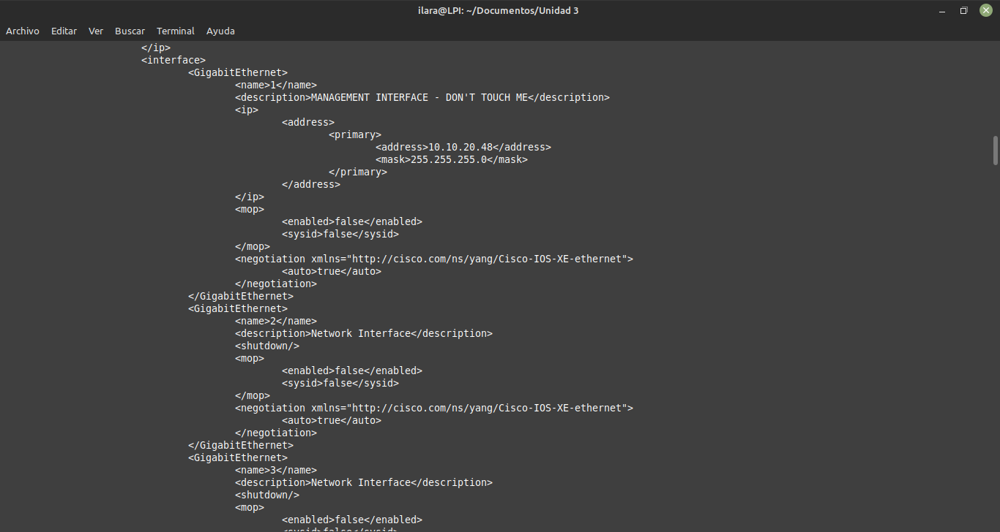 ilara@LPI: ~/Documentos/Unidad 3
Archivo Editar Ver Buscar Terminal Ayuda
</ip>
<interface>
<GigabitEthernet>
<name>1</name>
<description>MANAGEMENT INTERFACE - DON'T TOUCH ME</description>
<ip>
<address>
<primary>
<address>10.10.20.48</address>
<mask>255.255.255.0</mask>
</primary>
</address>
</ip>
<mop>
<enabled>false</enabled>
<sysid>false</sysid>
</mop>
<negotiation xmlns="http://cisco.com/ns/yang/Cisco-IOS-XE-ethernet">
<auto>true</auto>
</negotiation>
</GigabitEthernet>
<GigabitEthernet>
<name>2</name>
<description>Network Interface</description>
<shutdown/>
<mop>
<enabled>false</enabled>
<sysid>false</sysid>
</mop>
<negotiation xmlns="http://cisco.com/ns/yang/Cisco-IOS-XE-ethernet">
<auto>true</auto>
</negotiation>
</GigabitEthernet>
<GigabitEthernet>
<name>3</name>
<description>Network Interface</description>
<shutdown/>
<mop>
<enabled>false</enabled>
<sysid>false</sysid>